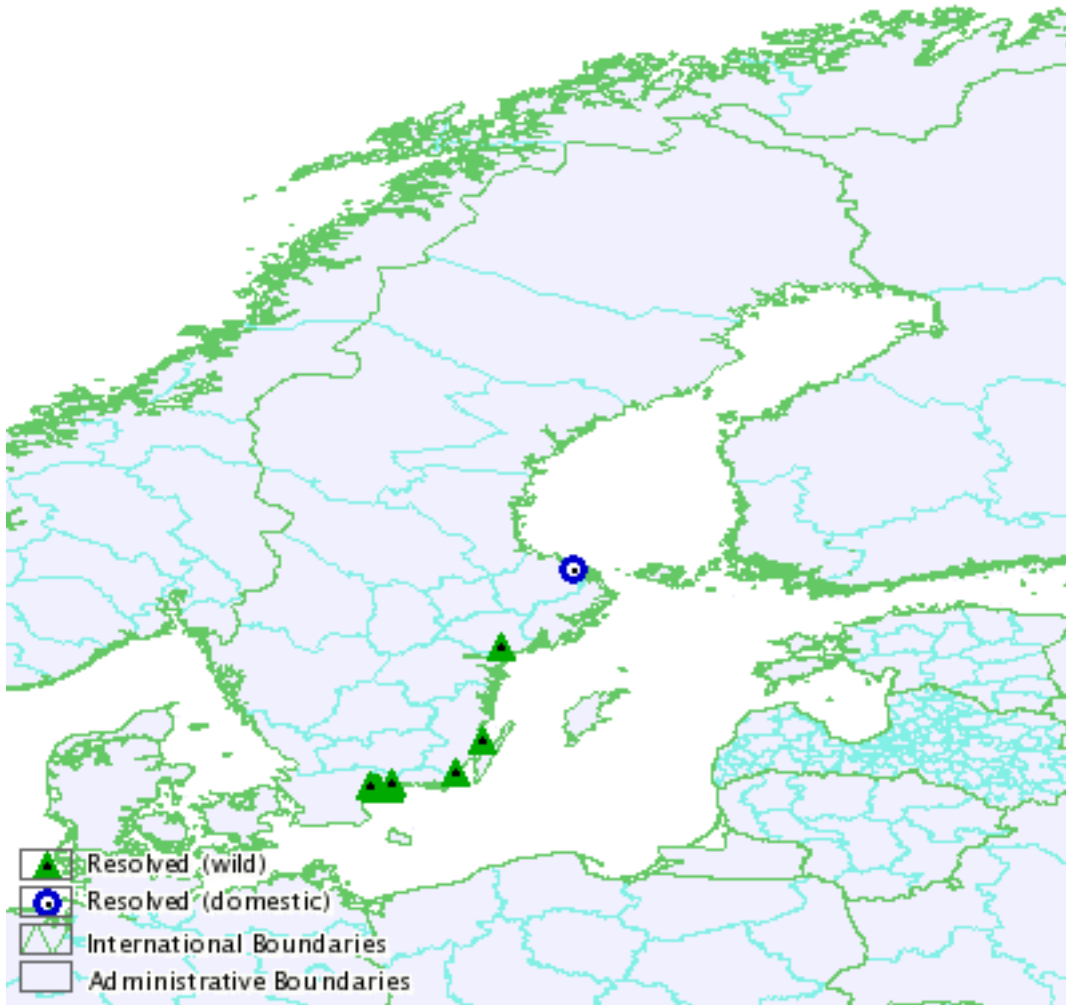 Resolved (wild)
Resolved (domestic)
International Boundaries
Administrative Boundaries